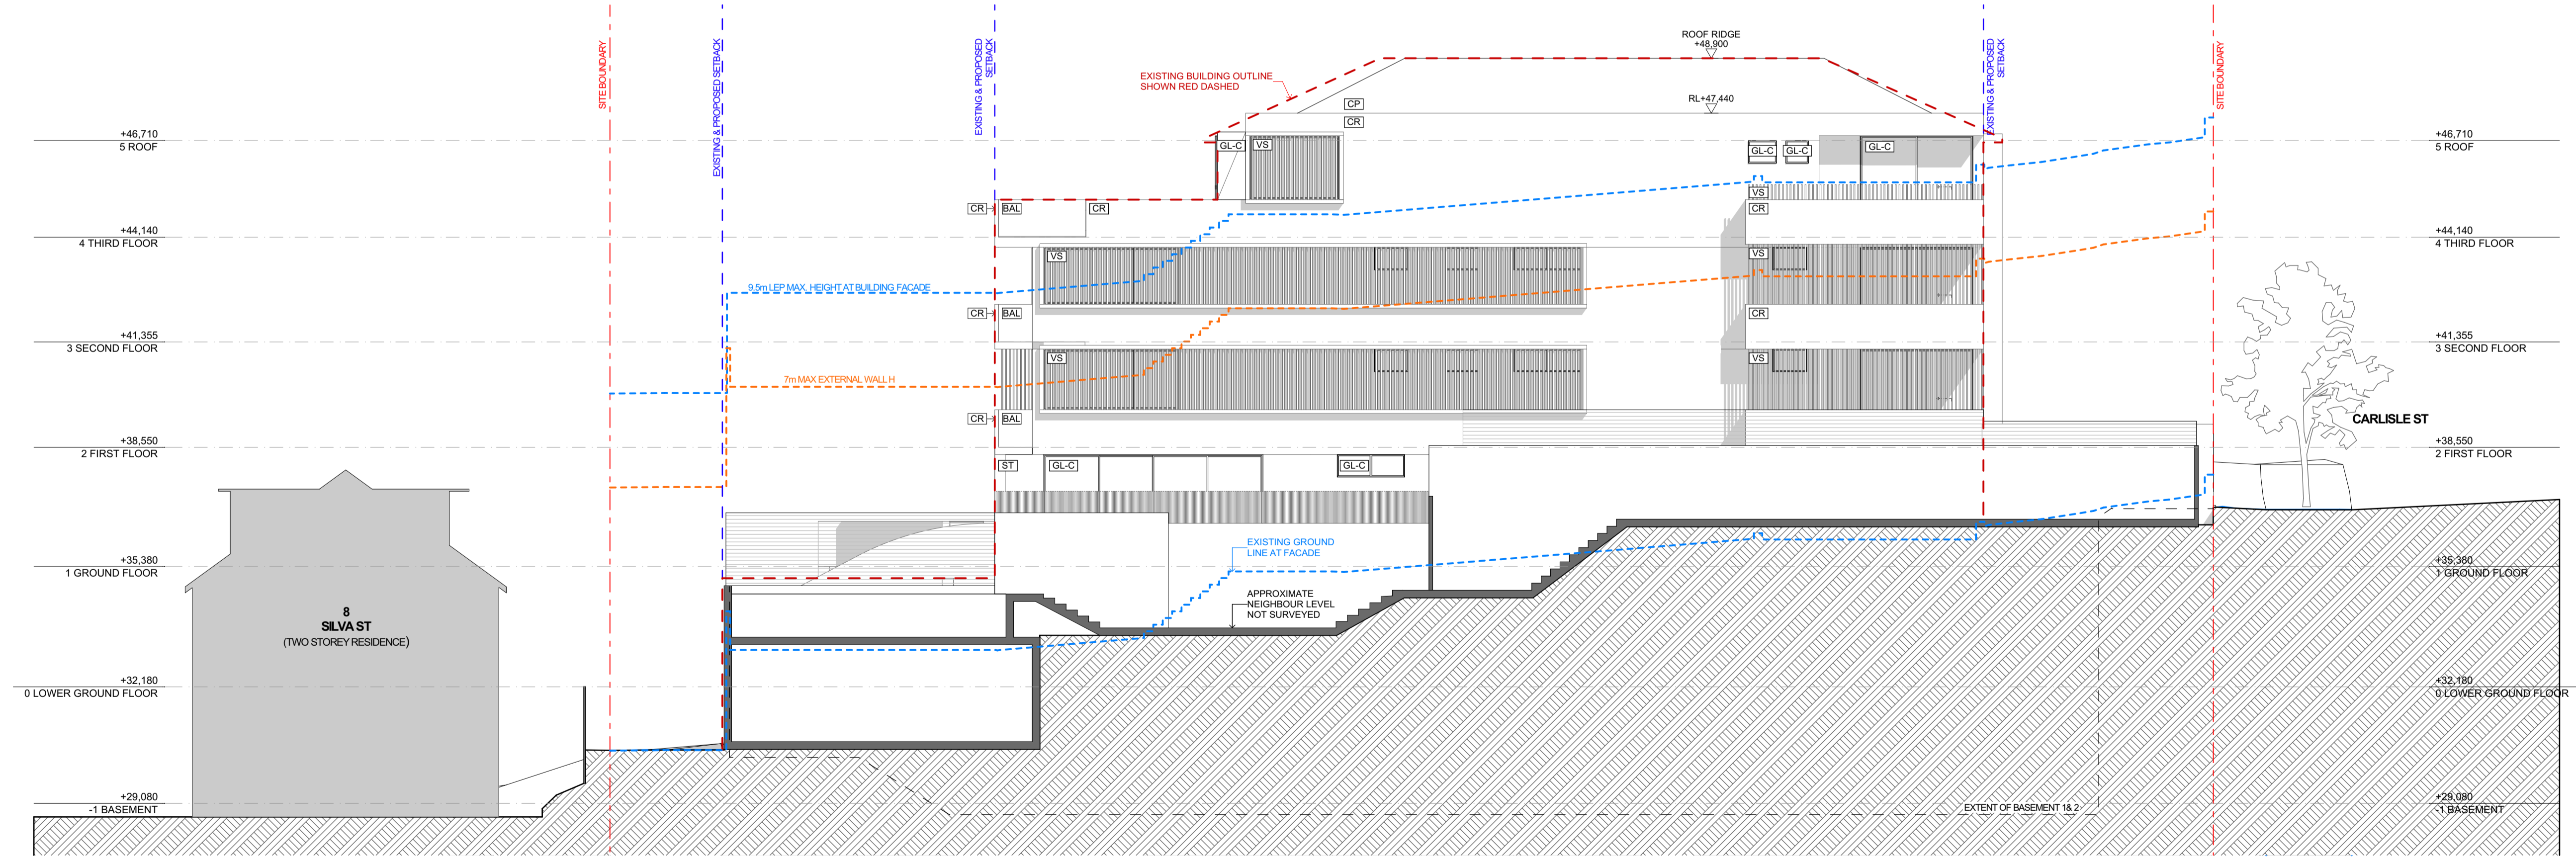 SITE BOUNDARY
EXISTING & PROPOSED SETBACK
EXISTING & PROPOSED
SETBACK
EXISTING & PROPOSED
SETBACK
SITE BOUNDARY
ROOF RIDGE
+48,900
EXISTING BUILDING OUTLINE
SHOWN RED DASHED
CP
RL+47,440
CR
+46,710
5 ROOF
GL-C
VS
GL-C
GL-C
GL-C
+46,710
5 ROOF
VS
CR
BAL
CR
CR
+44,140
4 THIRD FLOOR
+44,140
4 THIRD FLOOR
VS
VS
9.5m LEP MAX. HEIGHT AT BUILDING FACADE
CR
BAL
CR
+41,355
3 SECOND FLOOR
+41,355
3 SECOND FLOOR
VS
VS
7m MAX EXTERNAL WALL H
CR
BAL
CARLISLE ST
+38,550
2 FIRST FLOOR
+38,550
2 FIRST FLOOR
ST
GL-C
GL-C
EXISTING GROUND
LINE AT FACADE
+35,380
1 GROUND FLOOR
+35,380
1 GROUND FLOOR
APPROXIMATE
NEIGHBOUR LEVEL
NOT SURVEYED
8
SILVA ST
(TWO STOREY RESIDENCE)
+32,180
0 LOWER GROUND FLOOR
+32,180
0 LOWER GROUND FLOOR
+29,080
-1 BASEMENT
EXTENT OF BASEMENT 1& 2
+29,080
-1 BASEMENT